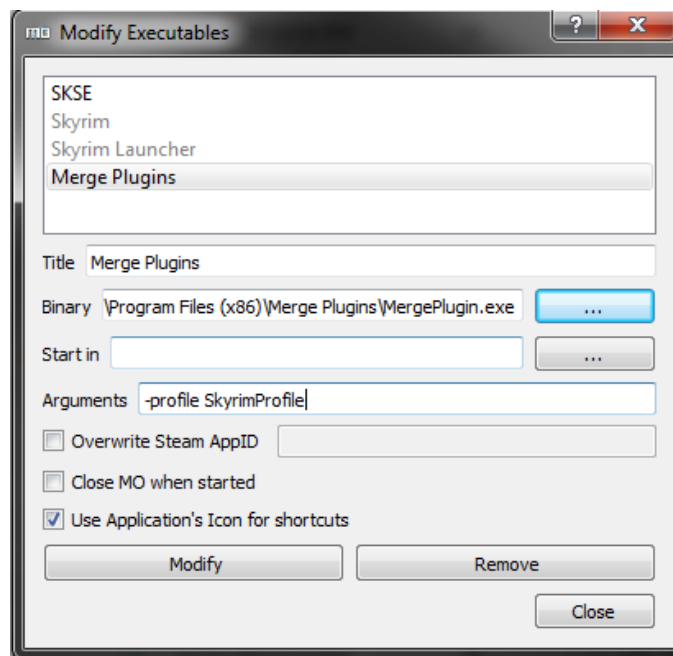 Modify Executables
SKSE
Skyrim
Skyrim Launcher
Merge Plugins
Title Merge Plugins
Binary \Program Files (x86)\Merge Plugins\MergePlugin.exe ...
Start in ...
Arguments -profile SkyrimProfile
Overwrite Steam AppID
Close MO when started
Use Application's Icon for shortcuts
Modify Remove
Close